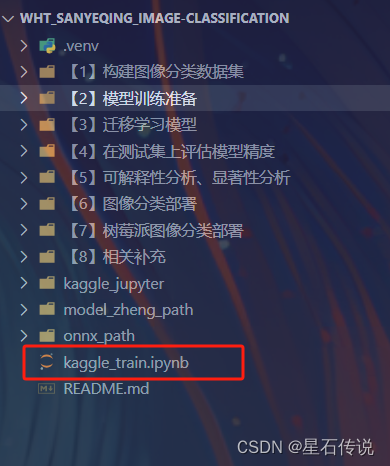 WHT_SANYEQING_IMAGE-CLASSIFICATION
.venv
【1】构建图像分类数据集
【2】模型训练准备
【3】迁移学习模型
【4】在测试集上评估模型精度
【5】可解释性分析、显著性分析
【6】图像分类部署
【7】树莓派图像分类部署
【8】相关补充
kaggle_jupyter
model_zheng_path
onnx_path
kaggle_train.ipynb
README.md
CSDN @星石传说